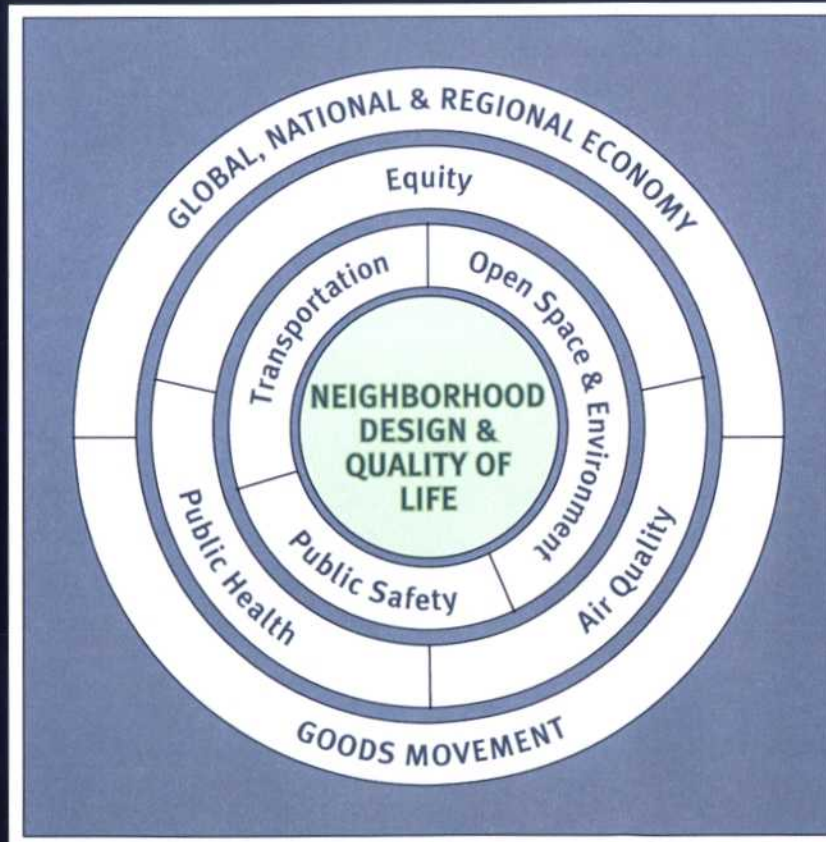 GLOBAL, NATIONAL & REGIONAL ECONOMY
Equity
Transportation
Open Space & Environment
NEIGHBORHOOD
DESIGN &
QUALITY OF
LIFE
Public Health
Public Safety
Air Quality
GOODS MOVEMENT